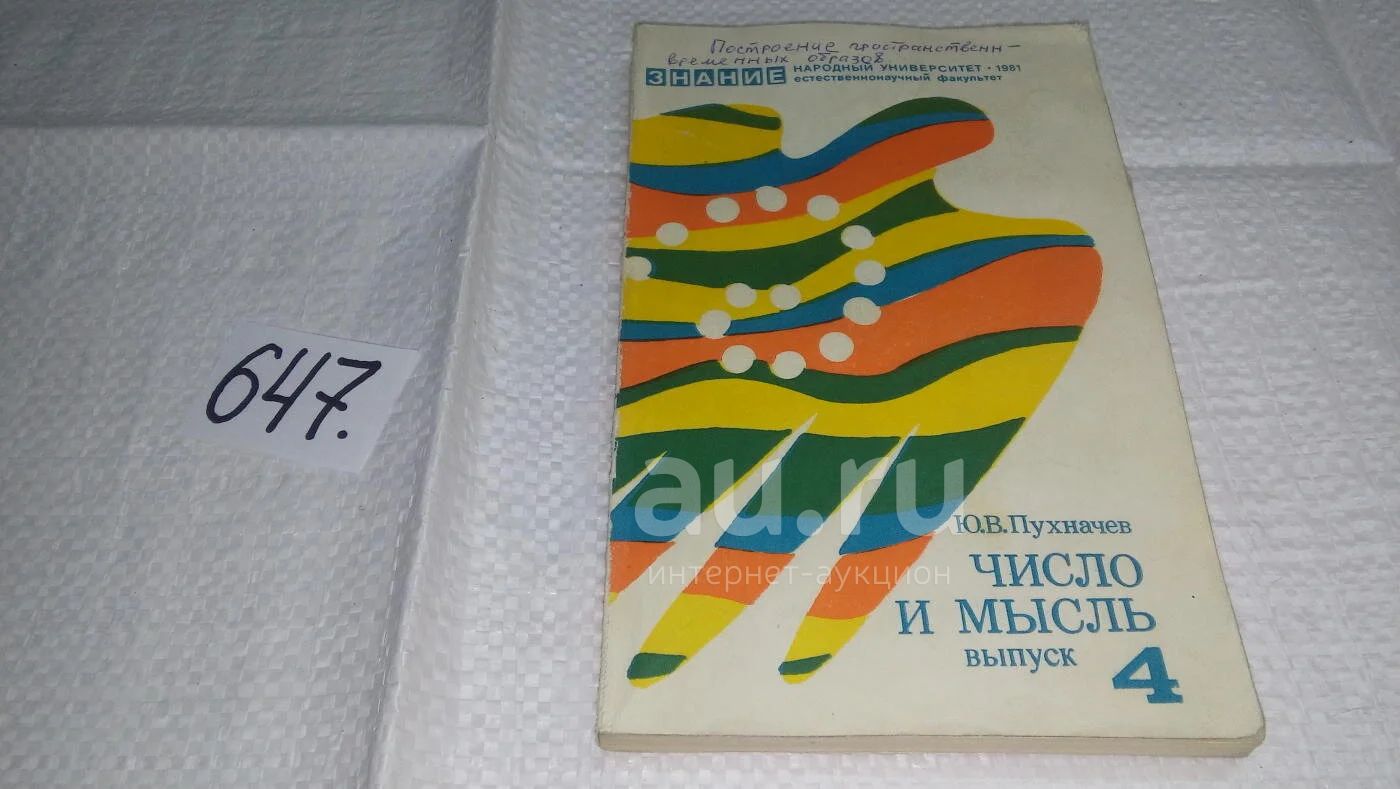 Построение пространственн-
временных образов
ЗНАНИЕ НАРОДНЫЙ УНИВЕРСИТЕТ · 1981
естественнонаучный факультет
647.
au.ru
интернет-аукцион
Ю.В.Пухначев
ЧИСЛО
И МЫСЛЬ
ВЫПУСК 4